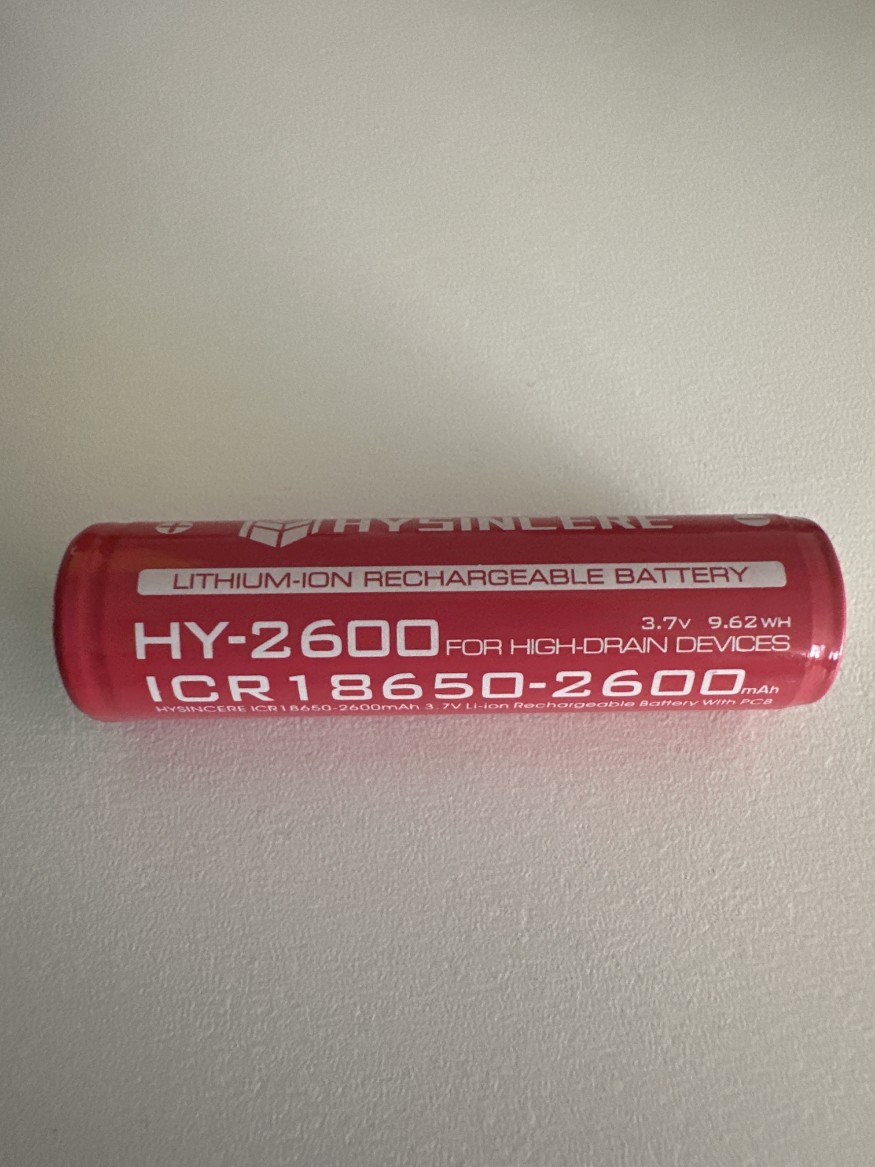 HYSINCERE
LITHIUM-ION RECHARGEABLE BATTERY
3.7V 9.62WH
HY-2600 FOR HIGH-DRAIN DEVICES
ICR18650-2600mAh
HYSINCERE ICR18650-2600mAh 3.7V Li-ion Rechargeable Battery With PCB